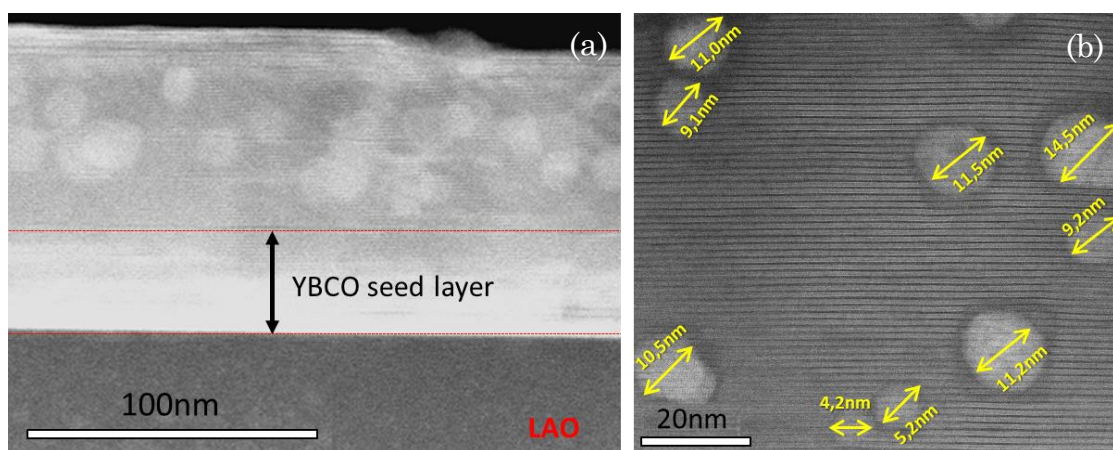 (a)
YBCO seed layer
100nm
LAO
(b)
11,0nm
9,1nm
11,5nm
14,5nm
9,2nm
10,5nm
11,2nm
4,2nm
5,2nm
20nm